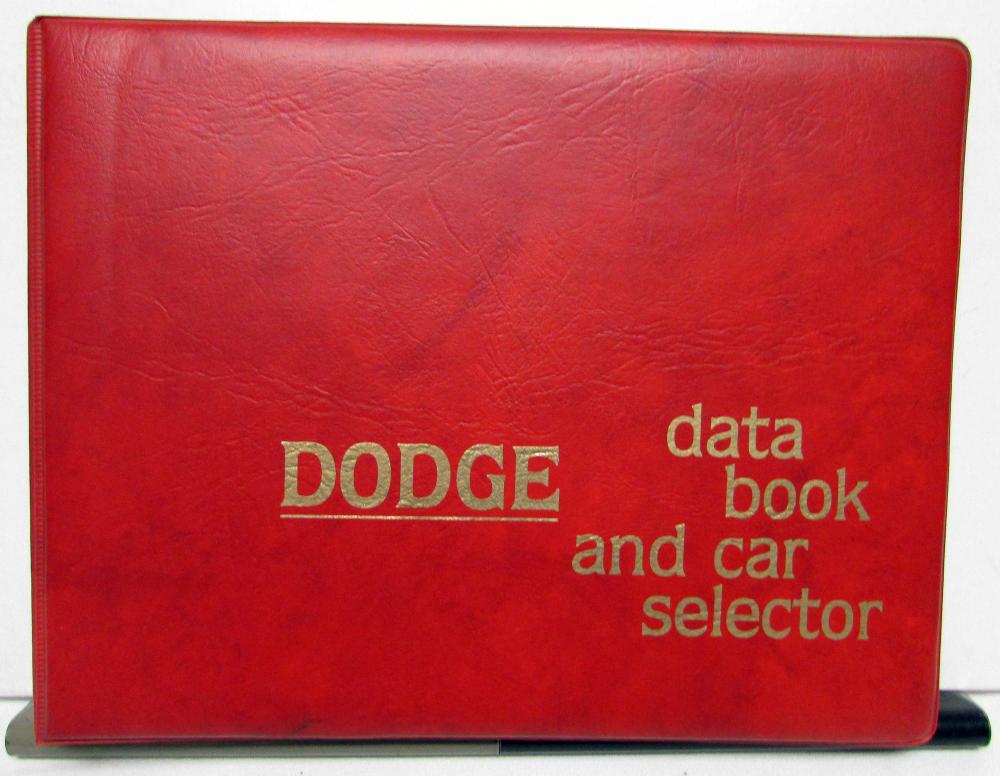 DODGE
data
book
and car
selector